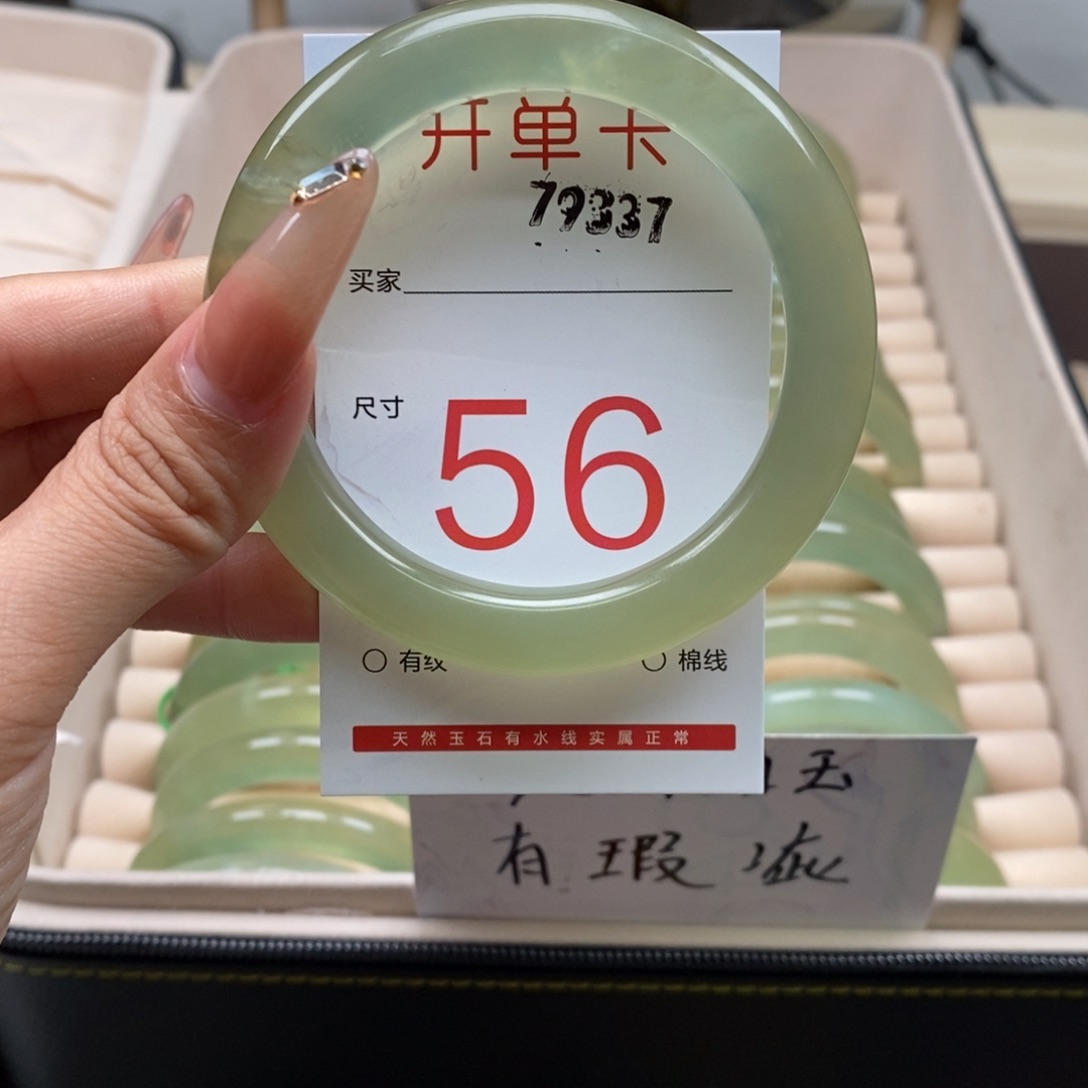 开单卡
79337
买家
尺寸
56
有纹
棉线
天然玉石有水线实属正常
玉
有瑕疵